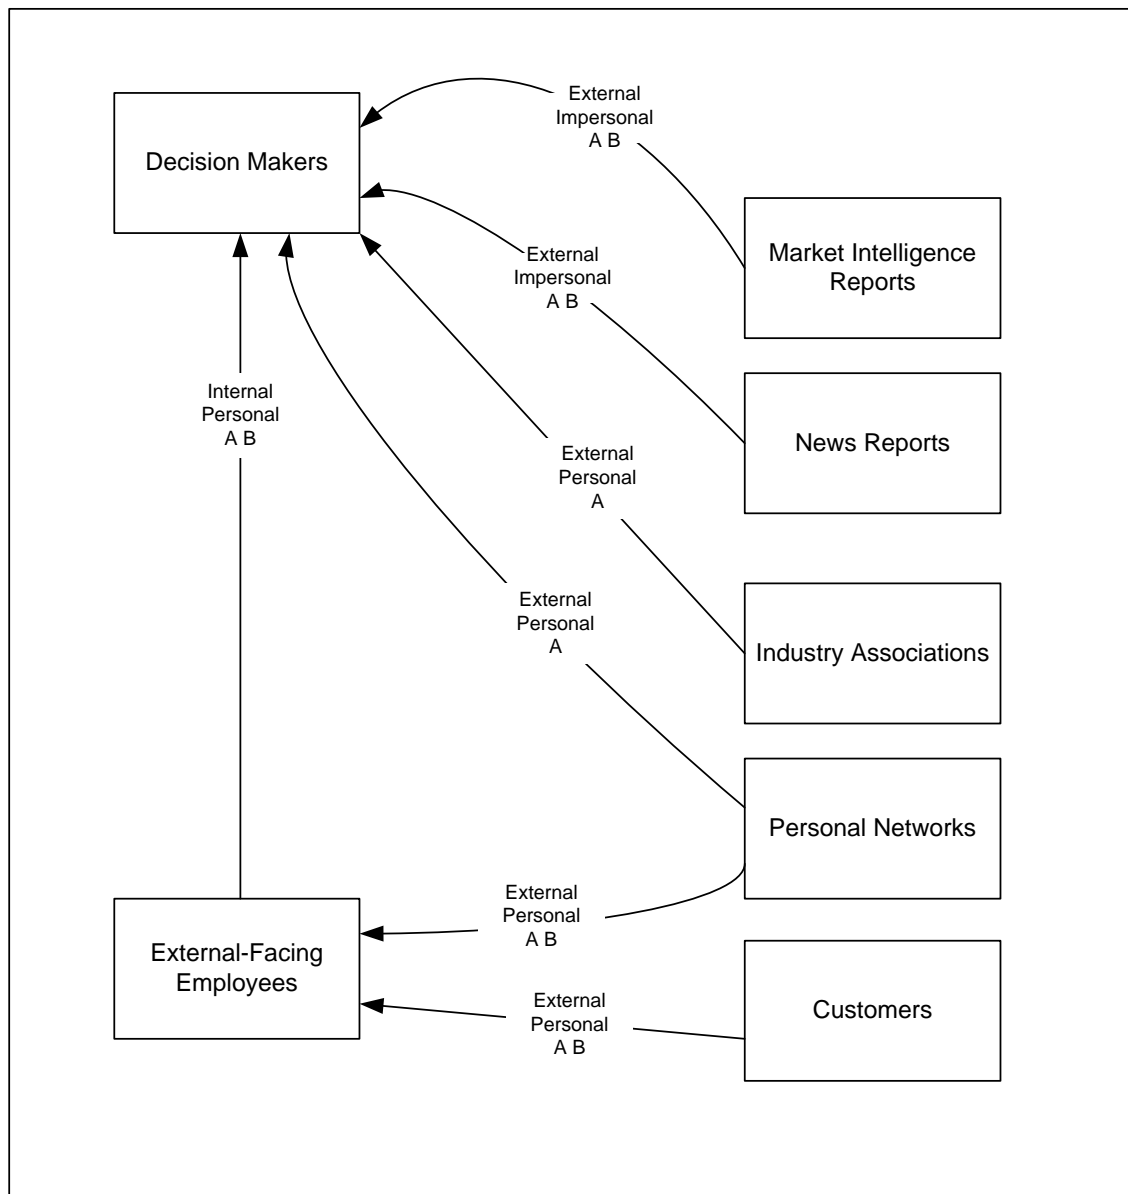 External
Impersonal
A B
Decision Makers
Market Intelligence
Reports
External
Impersonal
A B
Internal
Personal
A B
News Reports
External
Personal
A
External
Personal
A
Industry Associations
Personal Networks
External
Personal
A B
External-Facing
Employees
External
Personal
A B
Customers